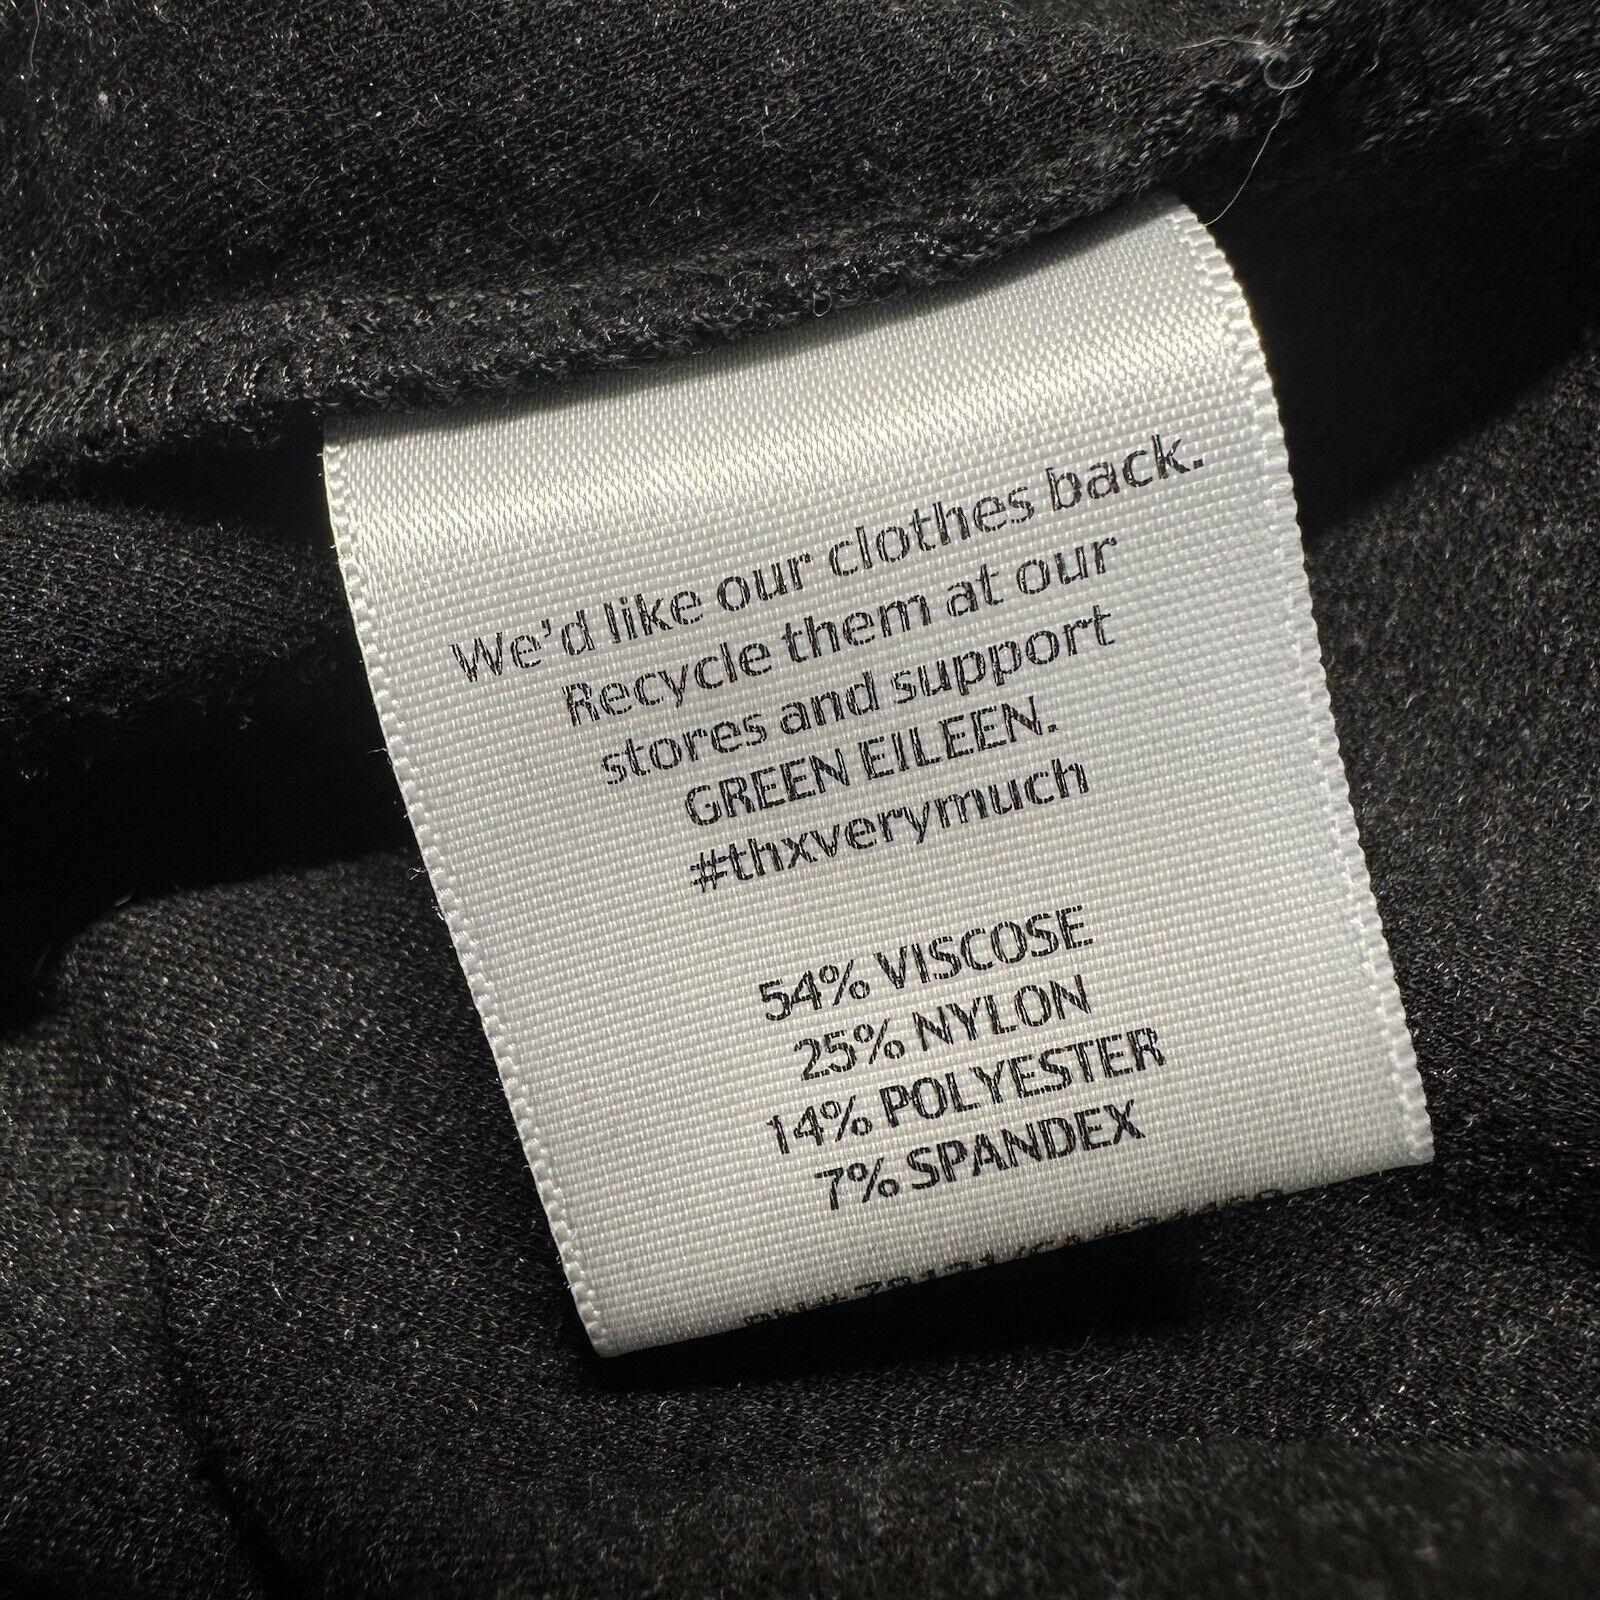 We'd like our clothes back.
Recycle them at our
stores and support
GREEN EILEEN.
#thxverymuch
54% VISCOSE
25% NYLON
14% POLYESTER
7% SPANDEX